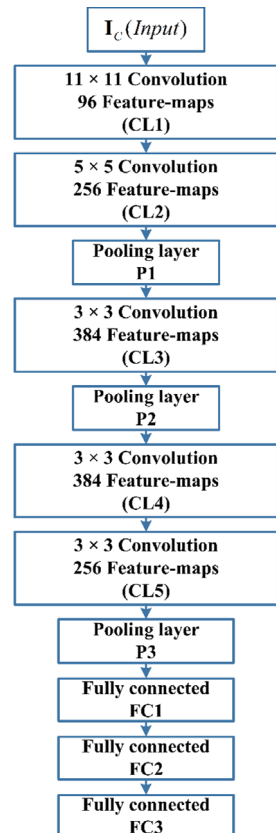 I_C(Input)
11 × 11 Convolution
96 Feature-maps
(CL1)
5 × 5 Convolution
256 Feature-maps
(CL2)
Pooling layer
P1
3 × 3 Convolution
384 Feature-maps
(CL3)
Pooling layer
P2
3 × 3 Convolution
384 Feature-maps
(CL4)
3 × 3 Convolution
256 Feature-maps
(CL5)
Pooling layer
P3
Fully connected
FC1
Fully connected
FC2
Fully connected
FC3